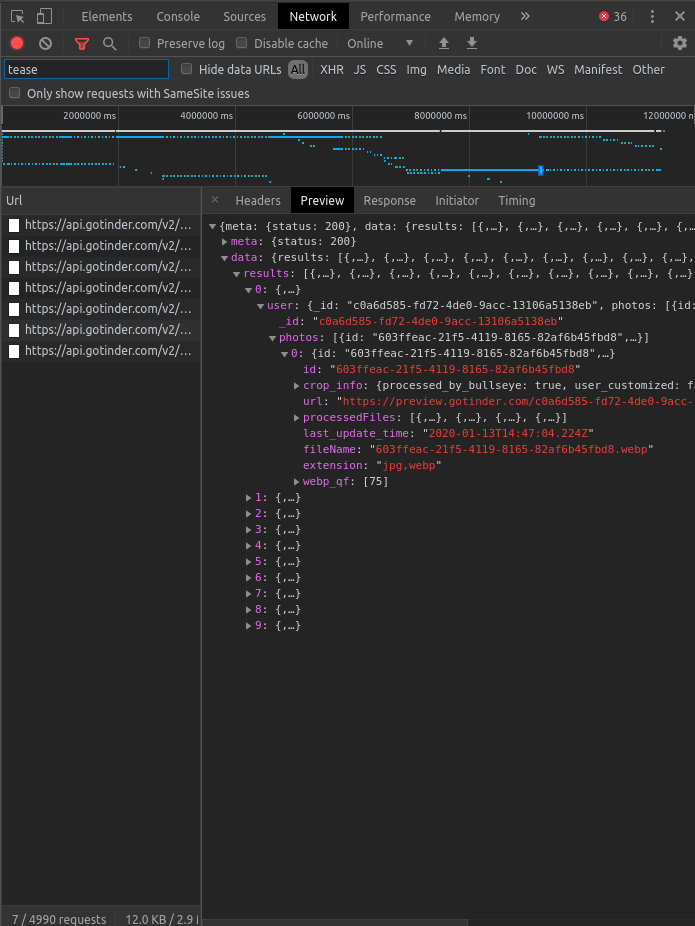 Elements Console Sources Network Performance Memory » 36
Preserve log Disable cache Online
tease Hide data URLs All XHR JS CSS Img Media Font Doc WS Manifest Other
Only show requests with SameSite issues
2000000 ms 4000000 ms 6000000 ms 8000000 ms 10000000 ms 12000000 n
Url × Headers Preview Response Initiator Timing
https://api.gotinder.com/v2/…
https://api.gotinder.com/v2/…
https://api.gotinder.com/v2/…
https://api.gotinder.com/v2/…
https://api.gotinder.com/v2/…
https://api.gotinder.com/v2/…
https://api.gotinder.com/v2/…
{meta: {status: 200}, data: {results: [{,…}, {,…}, {,…}, {,…}, {,…}, {,…
meta: {status: 200}
data: {results: [{,…}, {,…}, {,…}, {,…}, {,…}, {,…}, {,…}, {,…}, {,…},
results: [{,…}, {,…}, {,…}, {,…}, {,…}, {,…}, {,…}, {,…}, {,…}, {,…}
0: {,…}
user: {_id: "c0a6d585-fd72-4de0-9acc-13106a5138eb", photos: [{id:
_id: "c0a6d585-fd72-4de0-9acc-13106a5138eb"
photos: [{id: "603ffeac-21f5-4119-8165-82af6b45fbd8",…}]
0: {id: "603ffeac-21f5-4119-8165-82af6b45fbd8",…}
id: "603ffeac-21f5-4119-8165-82af6b45fbd8"
crop_info: {processed_by_bullseye: true, user_customized: fa
url: "https://preview.gotinder.com/c0a6d585-fd72-4de0-9acc-
processedFiles: [{,…}, {,…}, {,…}, {,…}]
last_update_time: "2020-01-13T14:47:04.224Z"
fileName: "603ffeac-21f5-4119-8165-82af6b45fbd8.webp"
extension: "jpg,webp"
webp_qf: [75]
1: {,…}
2: {,…}
3: {,…}
4: {,…}
5: {,…}
6: {,…}
7: {,…}
8: {,…}
9: {,…}
7 / 4990 requests 12.0 KB / 2.9